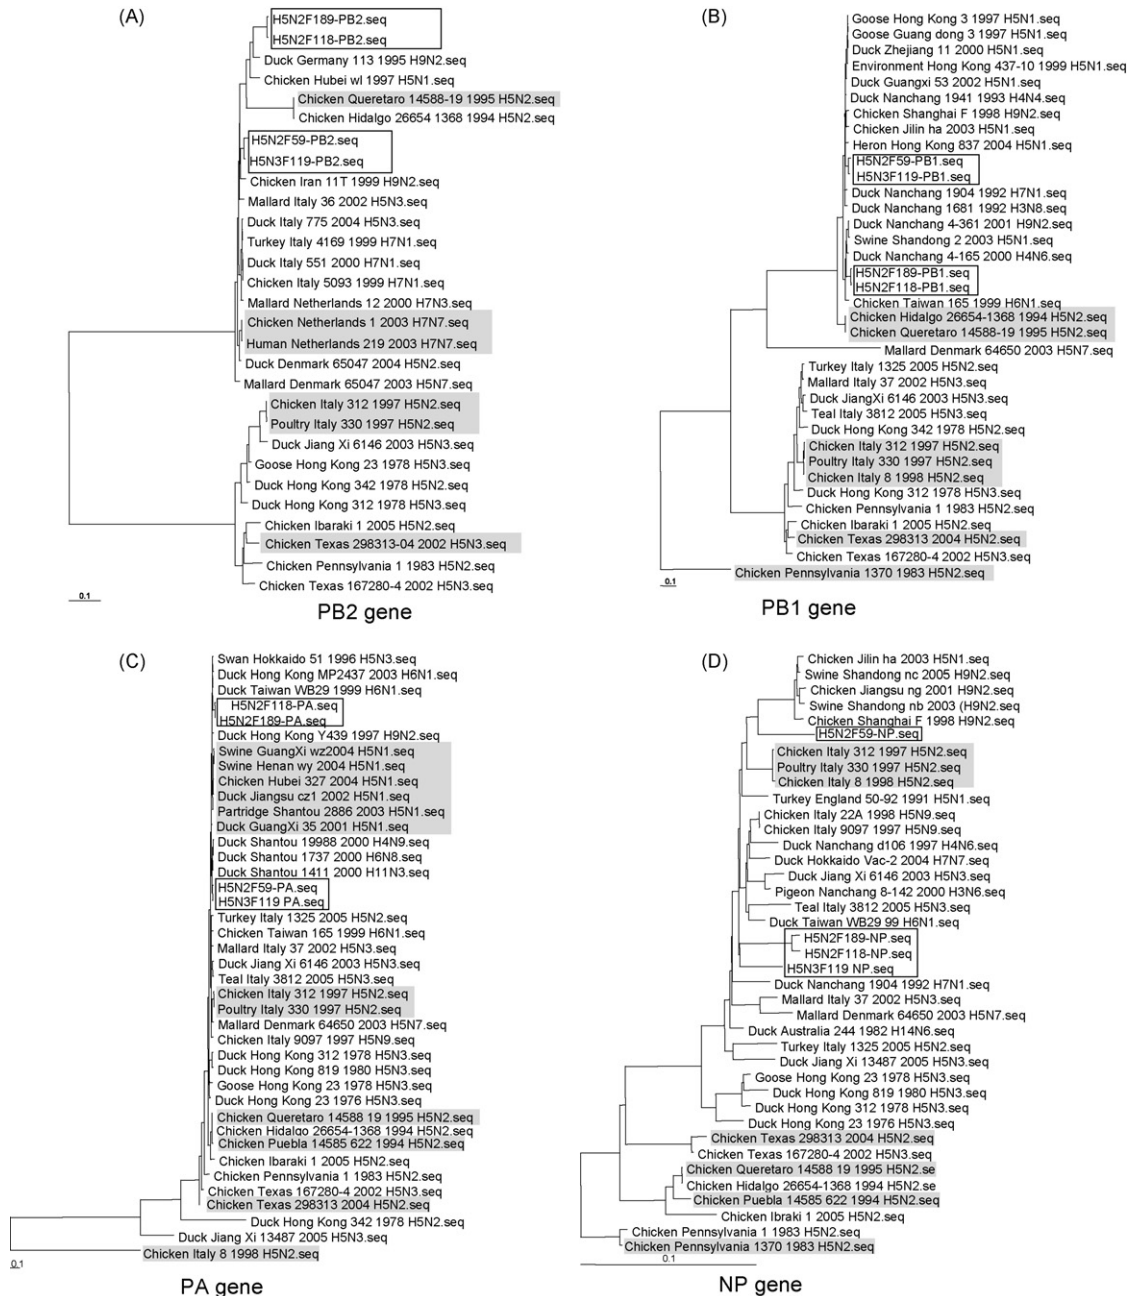 (A)
H5N2F189-PB2.seq
H5N2F118-PB2.seq
Duck Germany 113 1995 H9N2.seq
Chicken Hubei wl 1997 H5N1.seq
Chicken Queretaro 14588-19 1995 H5N2.seq
Chicken Hidalgo 26654 1368 1994 H5N2.seq
H5N2F59-PB2.seq
H5N3F119-PB2.seq
Chicken Iran 11T 1999 H9N2.seq
Mallard Italy 36 2002 H5N3.seq
Duck Italy 775 2004 H5N3.seq
Turkey Italy 4169 1999 H7N1.seq
Duck Italy 551 2000 H7N1.seq
Chicken Italy 5093 1999 H7N1.seq
Mallard Netherlands 12 2000 H7N3.seq
Chicken Netherlands 1 2003 H7N7.seq
Human Netherlands 219 2003 H7N7.seq
Duck Denmark 65047 2004 H5N2.seq
Mallard Denmark 65047 2003 H5N7.seq
Chicken Italy 312 1997 H5N2.seq
Poultry Italy 330 1997 H5N2.seq
Duck Jiang Xi 6146 2003 H5N3.seq
Goose Hong Kong 23 1978 H5N3.seq
Duck Hong Kong 342 1978 H5N2.seq
Duck Hong Kong 312 1978 H5N3.seq
Chicken Ibaraki 1 2005 H5N2.seq
Chicken Texas 298313-04 2002 H5N3.seq
Chicken Pennsylvania 1 1983 H5N2.seq
Chicken Texas 167280-4 2002 H5N3.seq
0.1
PB2 gene
(B)
Goose Hong Kong 3 1997 H5N1.seq
Goose Guang dong 3 1997 H5N1.seq
Duck Zhejiang 11 2000 H5N1.seq
Environment Hong Kong 437-10 1999 H5N1.seq
Duck Guangxi 53 2002 H5N1.seq
Duck Nanchang 1941 1993 H4N4.seq
Chicken Shanghai F 1998 H9N2.seq
Chicken Jilin ha 2003 H5N1.seq
Heron Hong Kong 837 2004 H5N1.seq
H5N2F59-PB1.seq
H5N3F119-PB1.seq
Duck Nanchang 1904 1992 H7N1.seq
Duck Nanchang 1681 1992 H3N8.seq
Duck Nanchang 4-361 2001 H9N2.seq
Swine Shandong 2 2003 H5N1.seq
Duck Nanchang 4-165 2000 H4N6.seq
H5N2F189-PB1.seq
H5N2F118-PB1.seq
Chicken Taiwan 165 1999 H6N1.seq
Chicken Hidalgo 26654-1368 1994 H5N2.seq
Chicken Queretaro 14588-19 1995 H5N2.seq
Mallard Denmark 64650 2003 H5N7.seq
Turkey Italy 1325 2005 H5N2.seq
Mallard Italy 37 2002 H5N3.seq
Duck JiangXi 6146 2003 H5N3.seq
Teal Italy 3812 2005 H5N3.seq
Duck Hong Kong 342 1978 H5N2.seq
Chicken Italy 312 1997 H5N2.seq
Poultry Italy 330 1997 H5N2.seq
Chicken Italy 8 1998 H5N2.seq
Duck Hong Kong 312 1978 H5N3.seq
Chicken Pennsylvania 1 1983 H5N2.seq
Chicken Ibaraki 1 2005 H5N2.seq
Chicken Texas 298313 2004 H5N2.seq
Chicken Texas 167280-4 2002 H5N3.seq
Chicken Pennsylvania 1370 1983 H5N2.seq
0.1
PB1 gene
(C)
Swan Hokkaido 51 1996 H5N3.seq
Duck Hong Kong MP2437 2003 H6N1.seq
Duck Taiwan WB29 1999 H6N1.seq
H5N2F118-PA.seq
H5N2F189-PA.seq
Duck Hong Kong Y439 1997 H9N2.seq
Swine GuangXi wz2004 H5N1.seq
Swine Henan wy 2004 H5N1.seq
Chicken Hubei 327 2004 H5N1.seq
Duck Jiangsu cz1 2002 H5N1.seq
Partridge Shantou 2886 2003 H5N1.seq
Duck GuangXi 35 2001 H5N1.seq
Duck Shantou 19988 2000 H4N9.seq
Duck Shantou 1737 2000 H6N8.seq
Duck Shantou 1411 2000 H11N3.seq
H5N2F59-PA.seq
H5N3F119 PA.seq
Turkey Italy 1325 2005 H5N2.seq
Chicken Taiwan 165 1999 H6N1.seq
Mallard Italy 37 2002 H5N3.seq
Duck Jiang Xi 6146 2003 H5N3.seq
Teal Italy 3812 2005 H5N3.seq
Chicken Italy 312 1997 H5N2.seq
Poultry Italy 330 1997 H5N2.seq
Mallard Denmark 64650 2003 H5N7.seq
Chicken Italy 9097 1997 H5N9.seq
Duck Hong Kong 312 1978 H5N3.seq
Duck Hong Kong 819 1980 H5N3.seq
Goose Hong Kong 23 1978 H5N3.seq
Duck Hong Kong 23 1976 H5N3.seq
Chicken Queretaro 14588 19 1995 H5N2.seq
Chicken Hidalgo 26654-1368 1994 H5N2.seq
Chicken Puebla 14585 622 1994 H5N2.seq
Chicken Ibaraki 1 2005 H5N2.seq
Chicken Pennsylvania 1 1983 H5N2.seq
Chicken Texas 167280-4 2002 H5N3.seq
Chicken Texas 298313 2004 H5N2.seq
Duck Hong Kong 342 1978 H5N2.seq
Duck Jiang Xi 13487 2005 H5N3.seq
Chicken Italy 8 1998 H5N2.seq
0.1
PA gene
(D)
Chicken Jilin ha 2003 H5N1.seq
Swine Shandong nc 2005 H9N2.seq
Chicken Jiangsu ng 2001 H9N2.seq
Swine Shandong nb 2003 (H9N2.seq
Chicken Shanghai F 1998 H9N2.seq
H5N2F59-NP.seq
Chicken Italy 312 1997 H5N2.seq
Poultry Italy 330 1997 H5N2.seq
Chicken Italy 8 1998 H5N2.seq
Turkey England 50-92 1991 H5N1.seq
Chicken Italy 22A 1998 H5N9.seq
Chicken Italy 9097 1997 H5N9.seq
Duck Nanchang d106 1997 H4N6.seq
Duck Hokkaido Vac-2 2004 H7N7.seq
Duck Jiang Xi 6146 2003 H5N3.seq
Pigeon Nanchang 8-142 2000 H3N6.seq
Teal Italy 3812 2005 H5N3.seq
Duck Taiwan WB29 99 H6N1.seq
H5N2F189-NP.seq
H5N2F118-NP.seq
H5N3F119 NP.seq
Duck Nanchang 1904 1992 H7N1.seq
Mallard Italy 37 2002 H5N3.seq
Mallard Denmark 64650 2003 H5N7.seq
Duck Australia 244 1982 H14N6.seq
Turkey Italy 1325 2005 H5N2.seq
Duck Jiang Xi 13487 2005 H5N3.seq
Goose Hong Kong 23 1978 H5N3.seq
Duck Hong Kong 819 1980 H5N3.seq
Duck Hong Kong 312 1978 H5N3.seq
Duck Hong Kong 23 1976 H5N3.seq
Chicken Texas 298313 2004 H5N2.seq
Chicken Texas 167280-4 2002 H5N3.seq
Chicken Queretaro 14588 19 1995 H5N2.se
Chicken Hidalgo 26654-1368 1994 H5N2.se
Chicken Puebla 14585 622 1994 H5N2.seq
Chicken Ibraki 1 2005 H5N2.seq
Chicken Pennsylvania 1 1983 H5N2.seq
Chicken Pennsylvania 1370 1983 H5N2.seq
0.1
NP gene